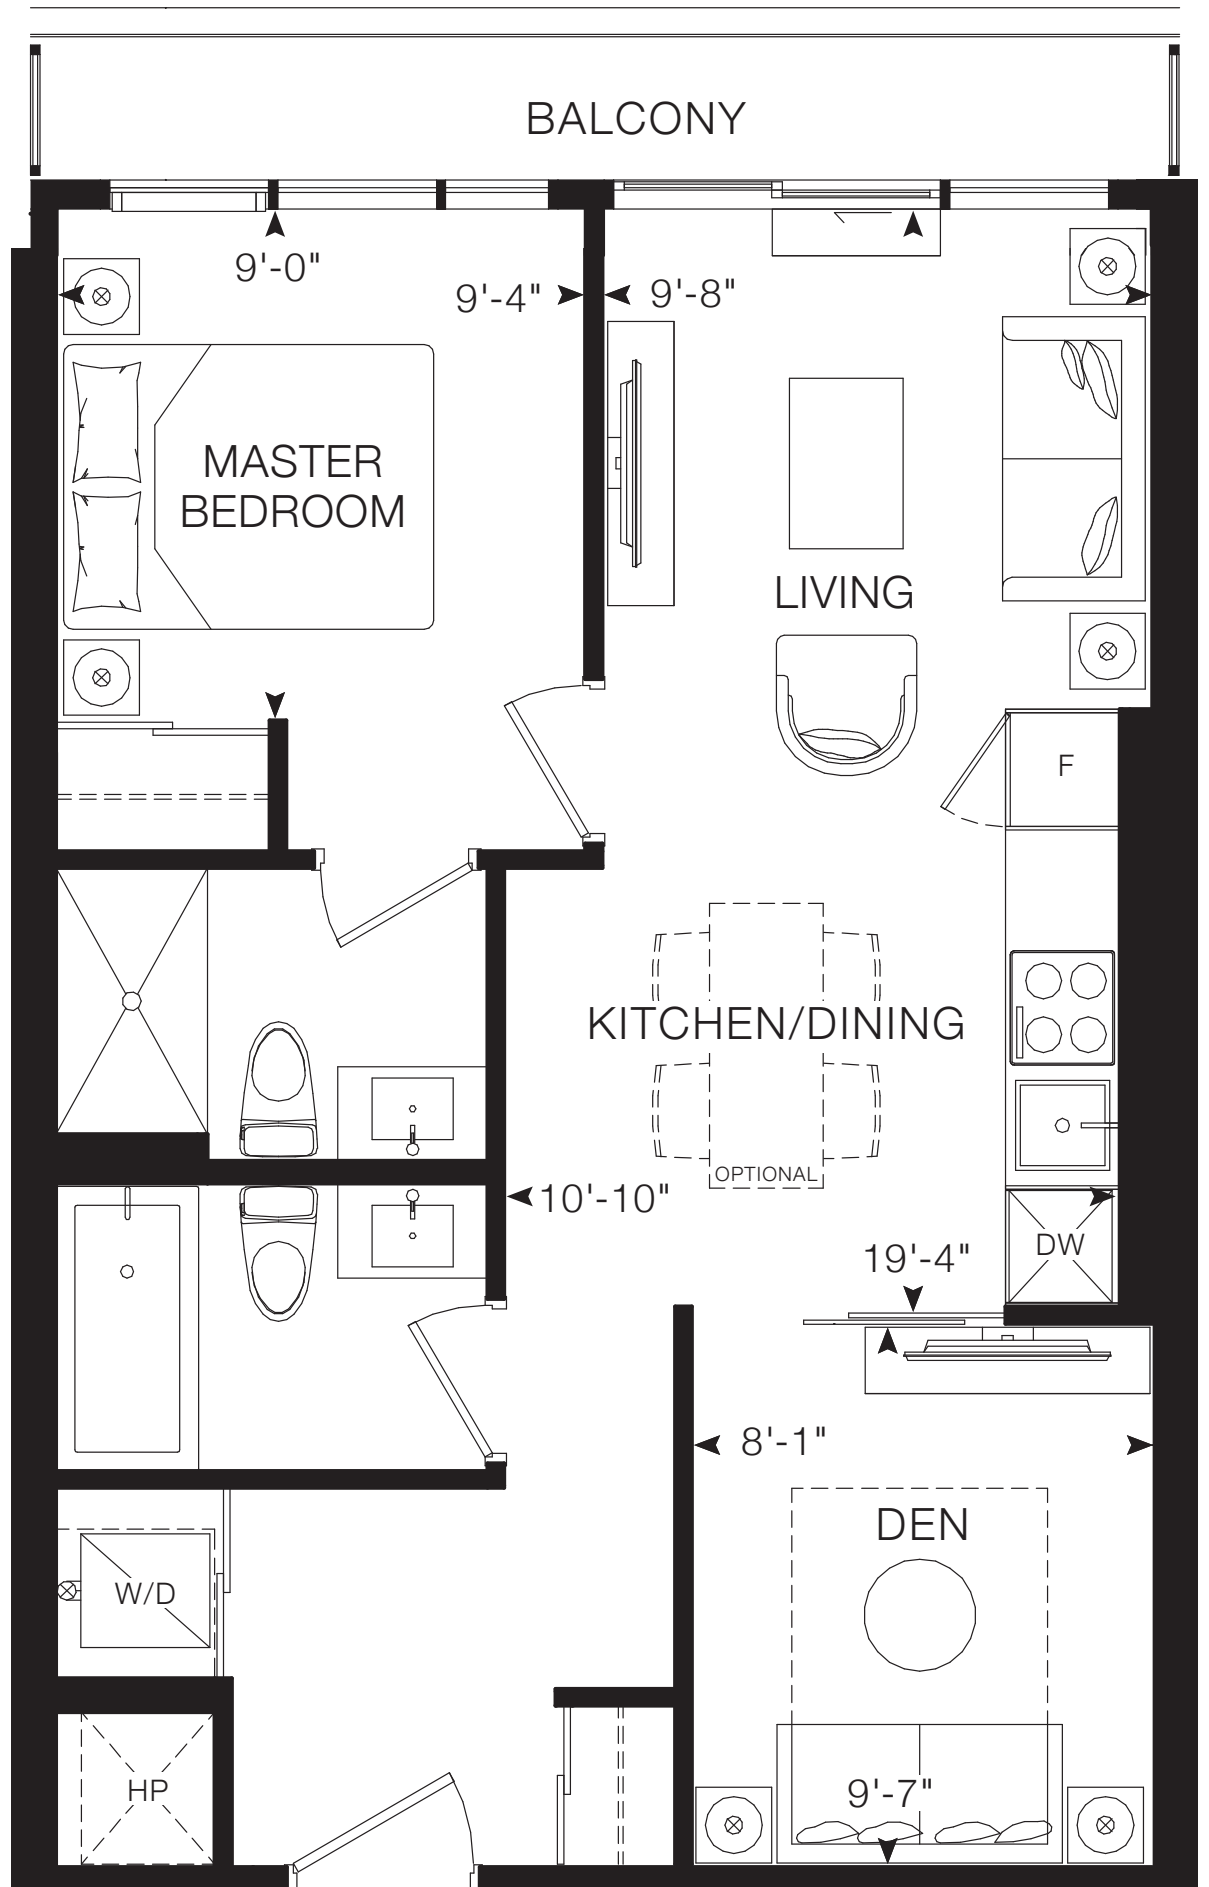 BALCONY
9'-0"
9'-4"
9'-8"
MASTER
BEDROOM
LIVING
F
KITCHEN/DINING
OPTIONAL
10'-10"
DW
19'-4"
8'-1"
DEN
W/D
HP
9'-7"